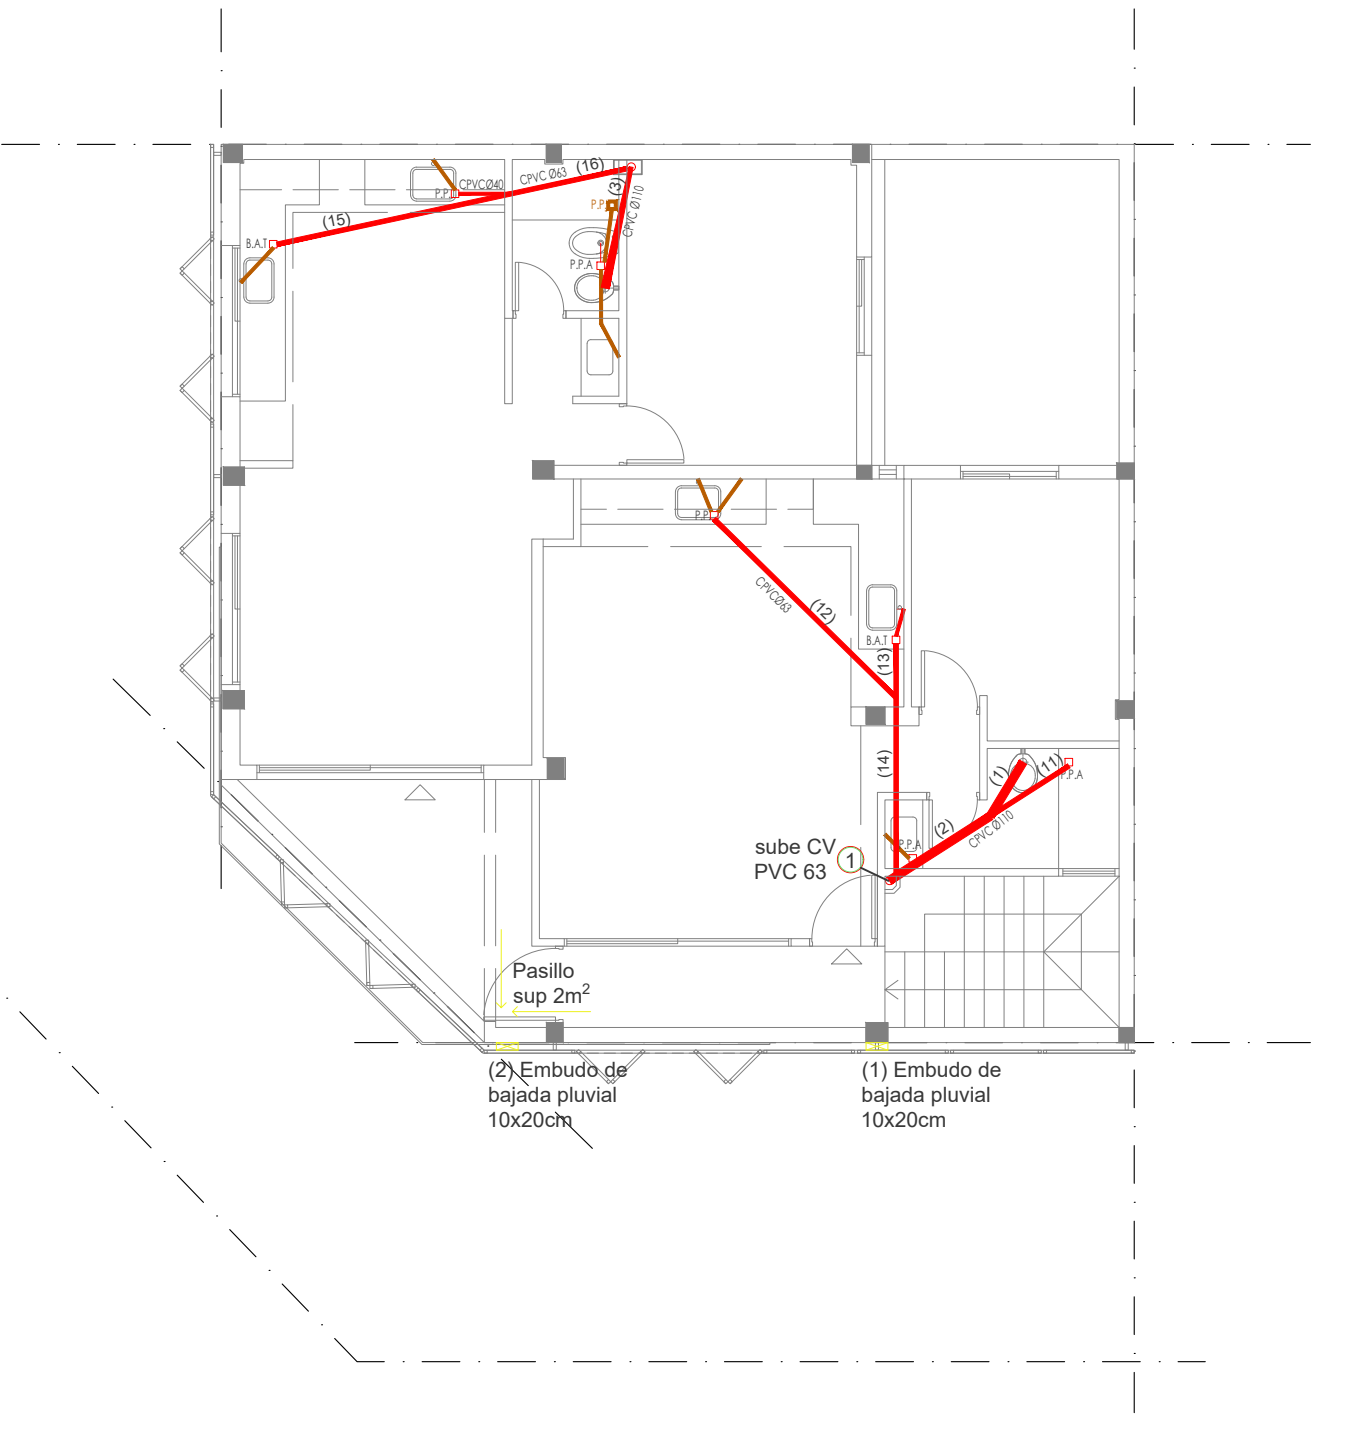 (16)
CPVC Ø63
CPVCØ40
P.P.
(3)
P.P.
CPVC Ø110
(15)
B.A.T
P.P.A
P.P.
CPVCØ63
(12)
B.A.T
(13)
(14)
(1)
(11)
P.P.A
(2)
CPVC Ø110
P.P.A
sube CV
PVC 63
1
Pasillo
sup 2m²
(2) Embudo de
bajada pluvial
10x20cm
(1) Embudo de
bajada pluvial
10x20cm